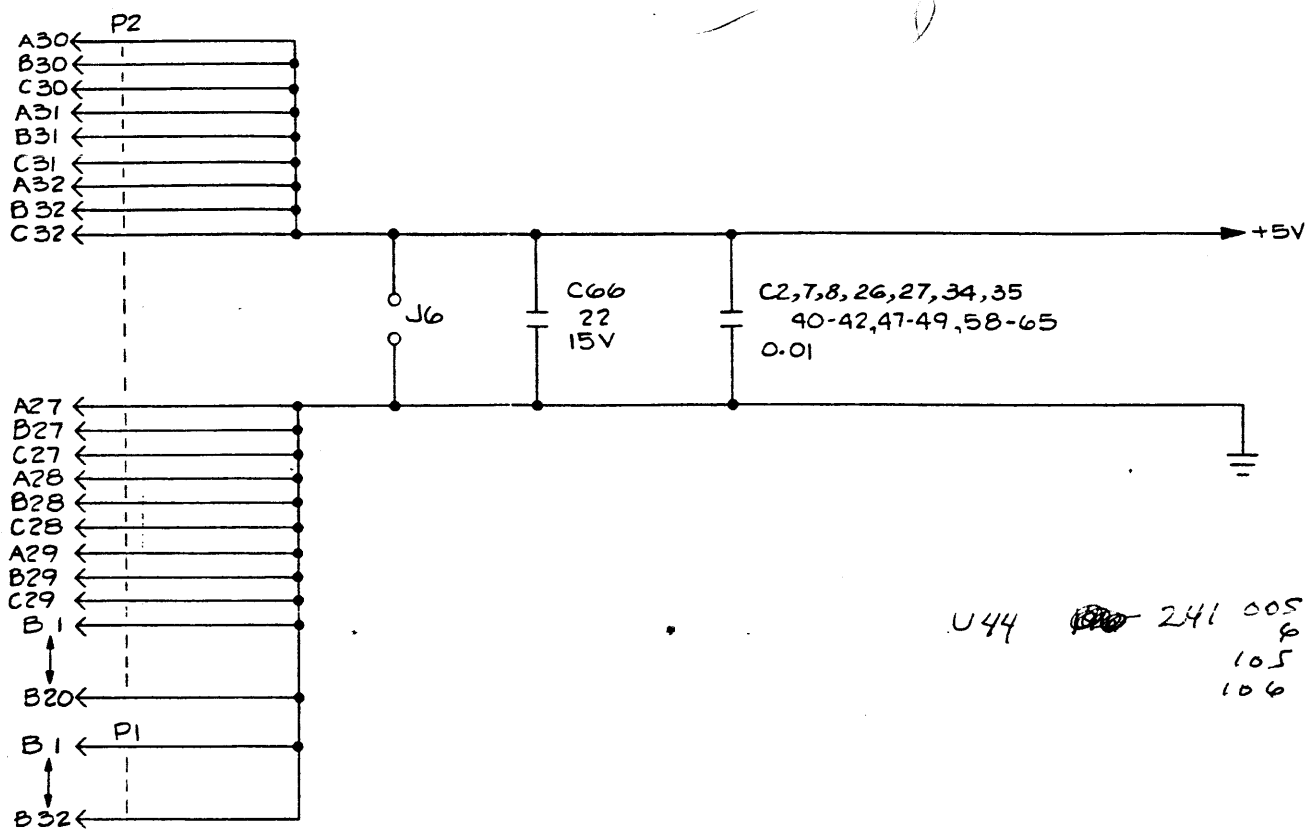 P2
A30
B30
C30
A31
B31
C31
A32
B32
C32
+5V
J6
C66
22
15V
C2,7,8,26,27,34,35
40-42,47-49,58-65
0.01
A27
B27
C27
A28
B28
C28
A29
B29
C29
B1
B20
P1
B1
B32
U44 241 005
6
105
106